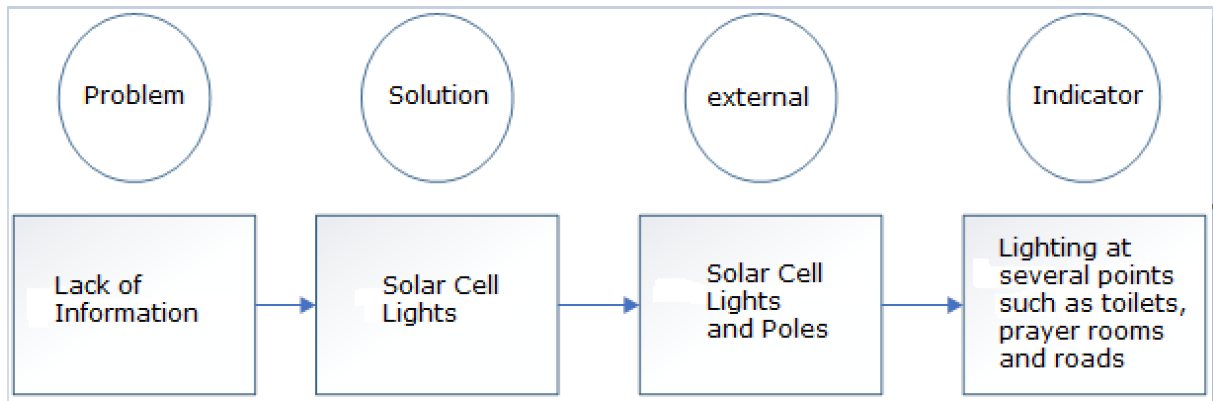 Problem
Solution
external
Indicator
Lack of
Information
Solar Cell
Lights
Solar Cell
Lights
and Poles
Lighting at
several points
such as toilets,
prayer rooms
and roads